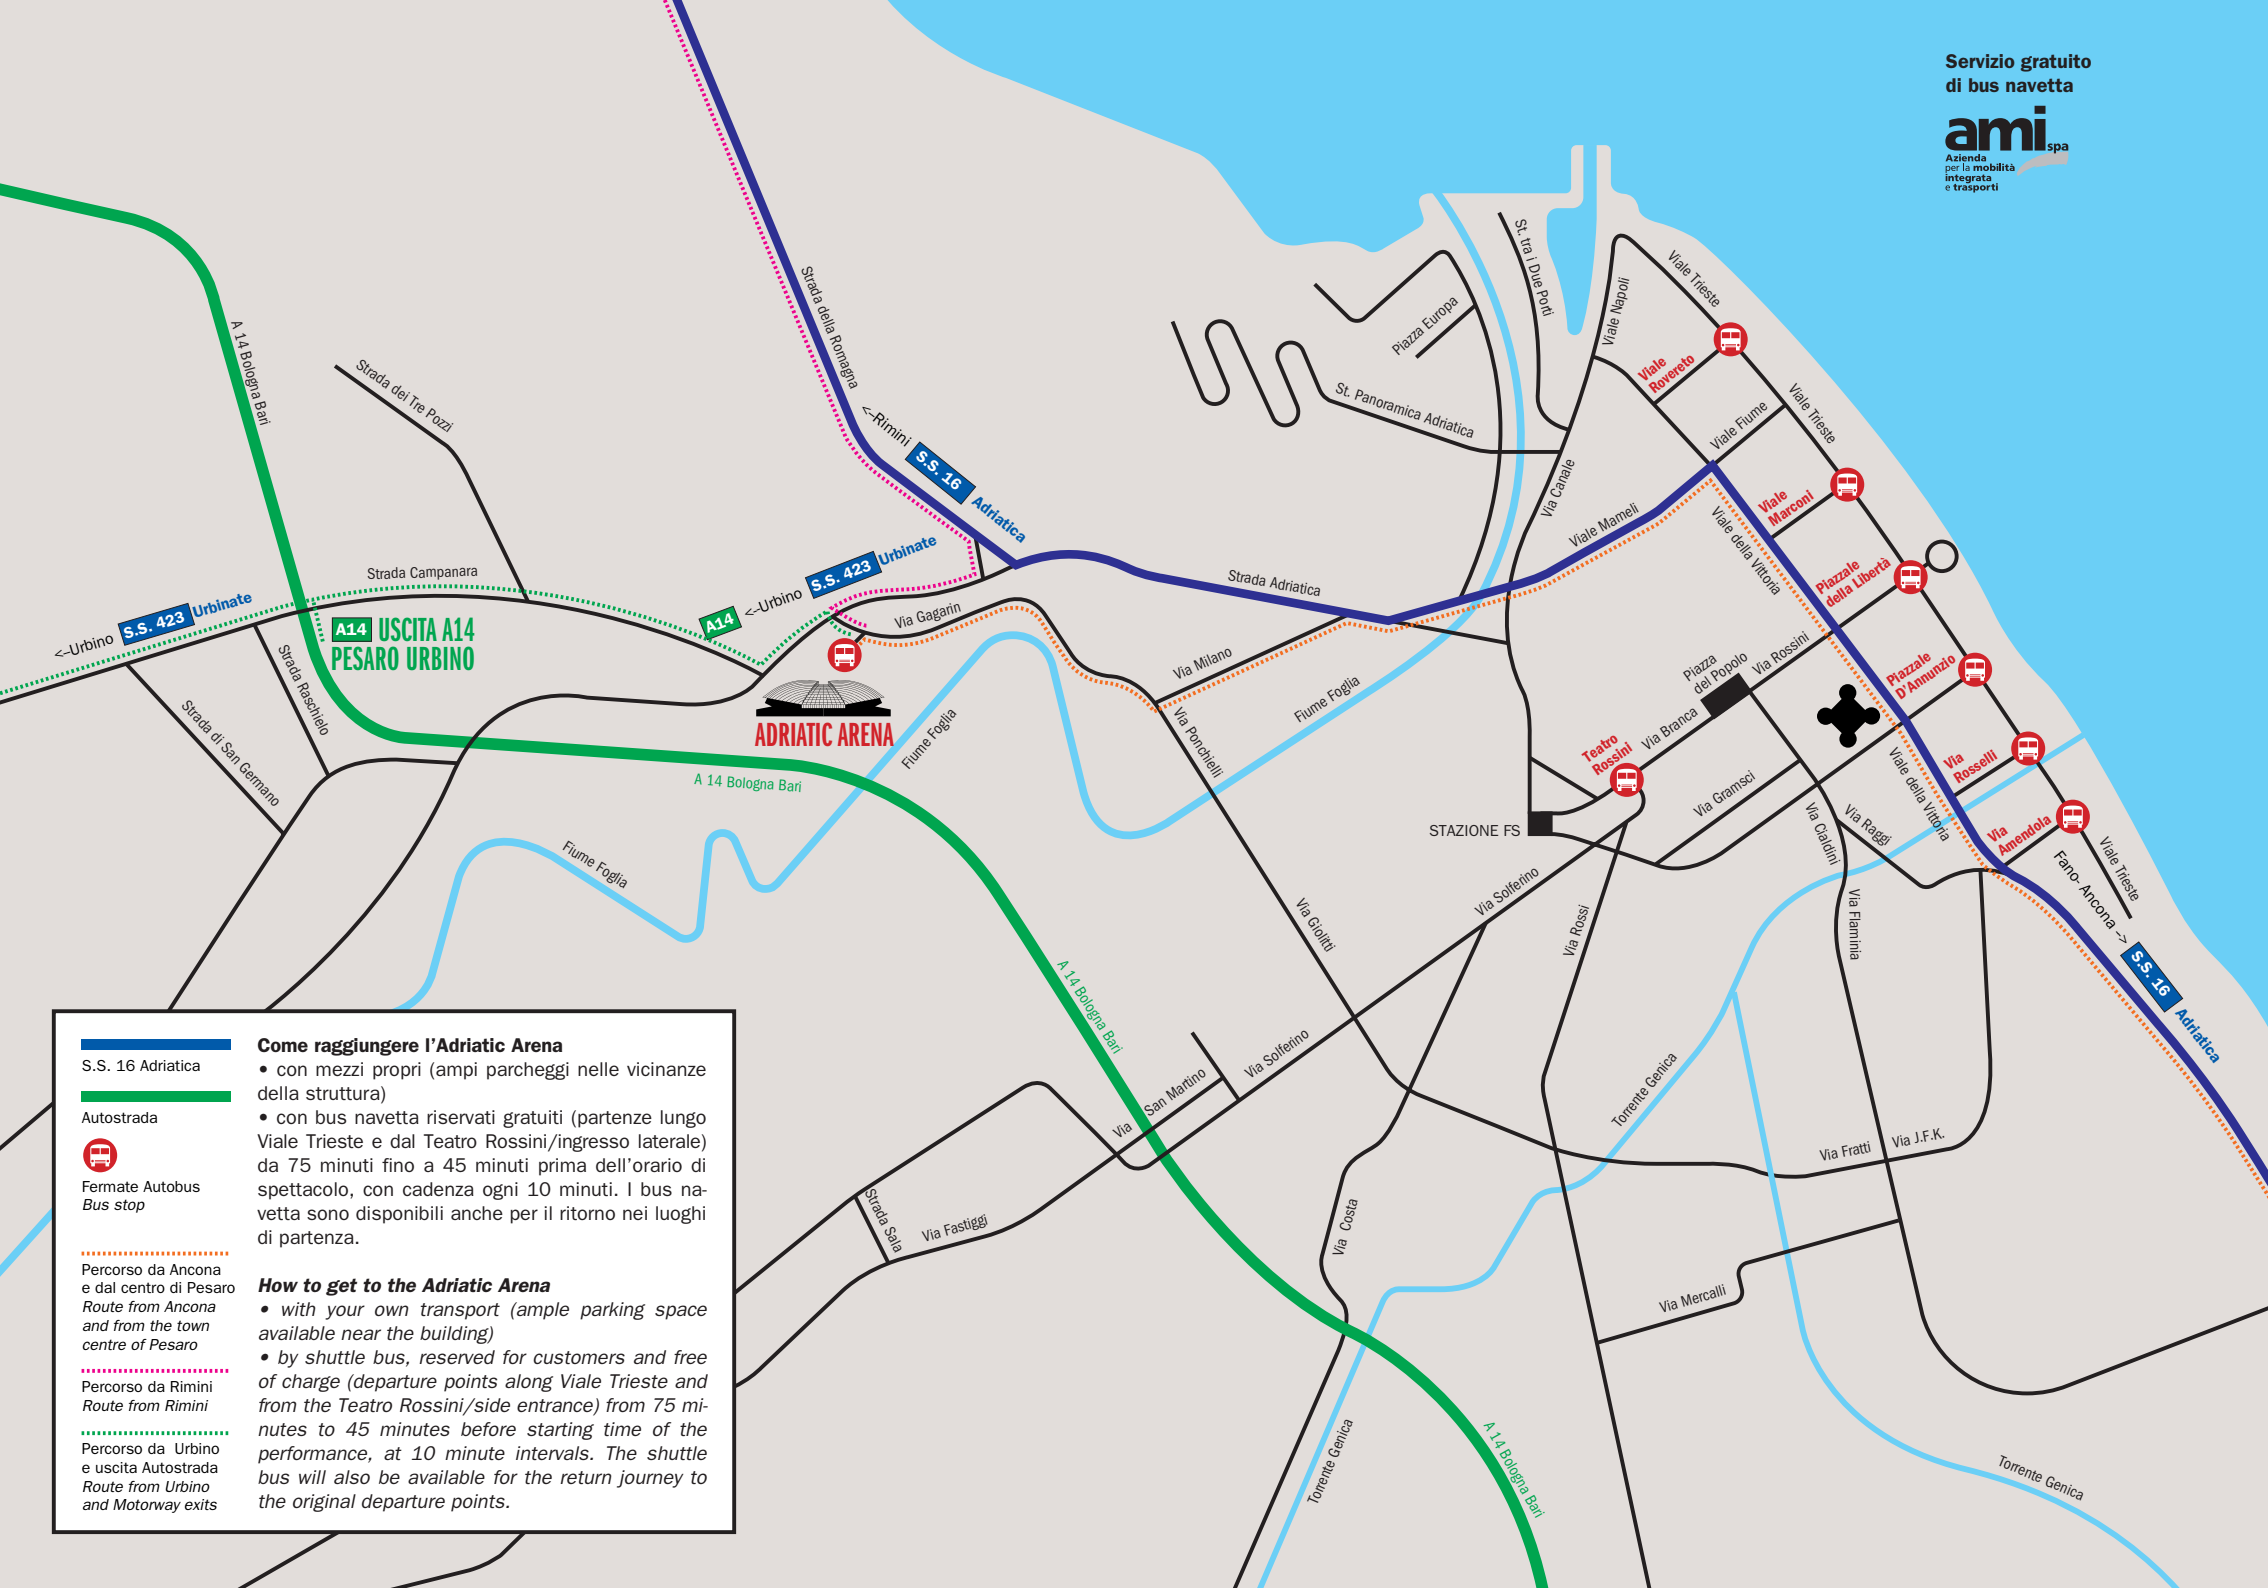 Servizio gratuito
di bus navetta
ami spa
Azienda
per la mobilità
integrata
e trasporti
A 14 Bologna Bari
Strada dei Tre Pozzi
Strada della Romagna
<–Rimini
S.S. 16
Adriatica
St. tra i Due Porti
Piazza Europa
St. Panoramica Adriatica
Viale Napoli
Viale Trieste
Viale
Rovereto
Viale Fiume
Viale Trieste
Via Canale
Viale Mameli
Viale
Marconi
Viale della Vittoria
Piazzale
della Libertà
Strada Campanara
<–Urbino
S.S. 423
Urbinate
A14
USCITA A14
PESARO URBINO
Strada Raschielo
Strada di San Germano
A14
<–Urbino
S.S. 423
Urbinate
Via Gagarin
Strada Adriatica
Via Milano
Fiume Foglia
ADRIATIC ARENA
Fiume Foglia
A 14 Bologna Bari
Via Ponchielli
Piazza
del Popolo
Via Rossini
Via Branca
Teatro
Rossini
Piazzale
D'Annunzio
Via
Rosselli
Viale della Vittoria
Via Gramsci
STAZIONE FS
Via Cialdini
Via Raggi
Via
Amendola
Viale Trieste
Fano- Ancona ->
S.S. 16
Adriatica
Fiume Foglia
Via Giolitti
Via Solferino
Via Rossi
Via Flaminia
A 14 Bologna Bari
Via San Martino
Via Solferino
Torrente Genica
Via Fratti
Via J.F.K.
Strada Sala
Via Fastiggi
Via Costa
Via Mercalli
Torrente Genica
A 14 Bologna Bari
Torrente Genica
S.S. 16 Adriatica
Autostrada
Fermate Autobus
Bus stop
Percorso da Ancona
e dal centro di Pesaro
Route from Ancona
and from the town
centre of Pesaro
Percorso da Rimini
Route from Rimini
Percorso da Urbino
e uscita Autostrada
Route from Urbino
and Motorway exits
Come raggiungere l'Adriatic Arena
• con mezzi propri (ampi parcheggi nelle vicinanze
della struttura)
• con bus navetta riservati gratuiti (partenze lungo
Viale Trieste e dal Teatro Rossini/ingresso laterale)
da 75 minuti fino a 45 minuti prima dell'orario di
spettacolo, con cadenza ogni 10 minuti. I bus na-
vetta sono disponibili anche per il ritorno nei luoghi
di partenza.
How to get to the Adriatic Arena
• with your own transport (ample parking space
available near the building)
• by shuttle bus, reserved for customers and free
of charge (departure points along Viale Trieste and
from the Teatro Rossini/side entrance) from 75 mi-
nutes to 45 minutes before starting time of the
performance, at 10 minute intervals. The shuttle
bus will also be available for the return journey to
the original departure points.